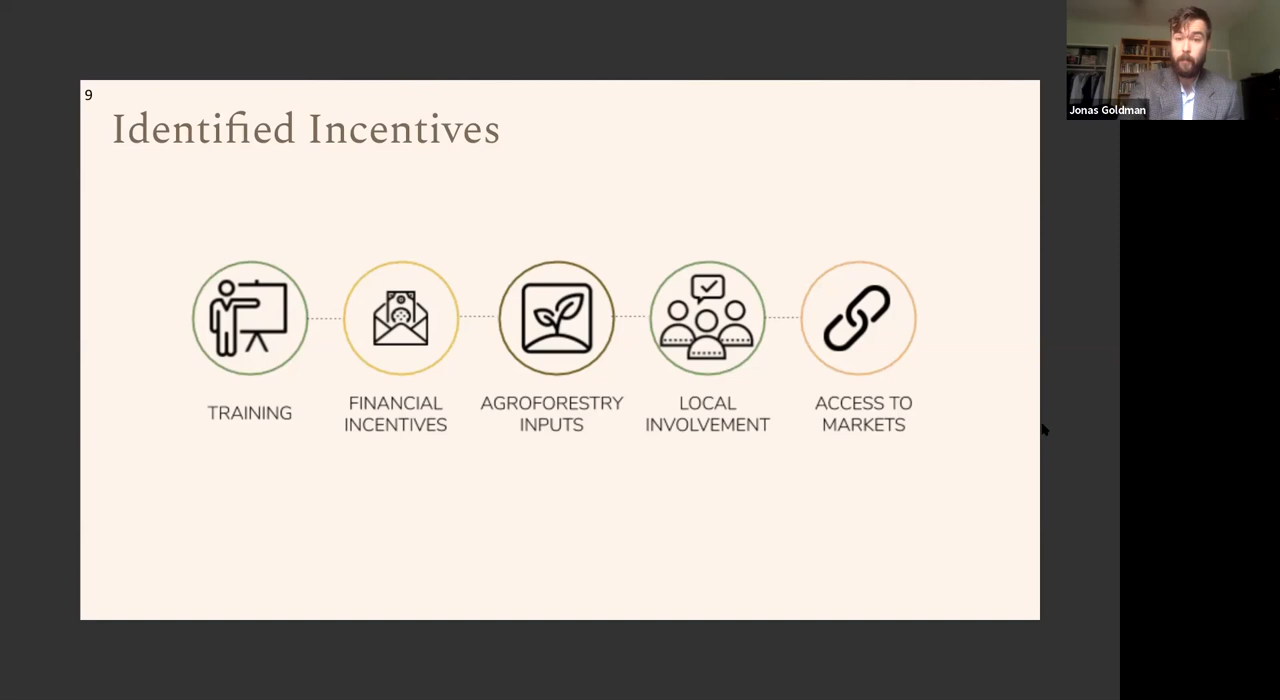 9
Identified Incentives
TRAINING
FINANCIAL
INCENTIVES
AGROFORESTRY
INPUTS
LOCAL
INVOLVEMENT
ACCESS TO
MARKETS
Jonas Goldman